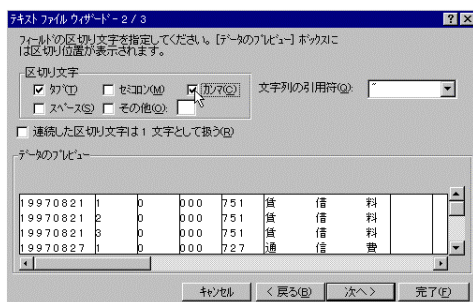 テキスト ファイル ウィザード - 2 / 3
フィールドの区切り文字を指定してください。[データのプレビュー] ボックスに
は区切り位置が表示されます。
区切り文字
タブ(T) セミコロン(M) カンマ(C) 文字列の引用符(Q): "
スペース(S) その他(O):
連続した区切り文字は 1 文字として扱う(R)
データのプレビュー
19970821 1 0 000 751 賃 借 料
19970821 2 0 000 751 賃 借 料
19970821 3 0 000 751 賃 借 料
19970827 1 0 000 727 通 信 費
キャンセル < 戻る(B) 次へ > 完了(F)